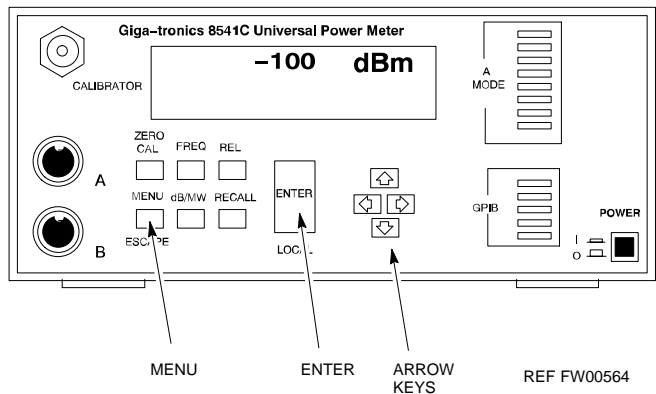 Giga-tronics 8541C Universal Power Meter
-100 dBm
CALIBRATOR
A
MODE
ZERO
CAL
FREQ
REL
A
MENU
dB/MW
RECALL
ENTER
GPIB
POWER
B
ESCAPE
LOCAL
I
O
MENU
ENTER
ARROW
KEYS
REF FW00564